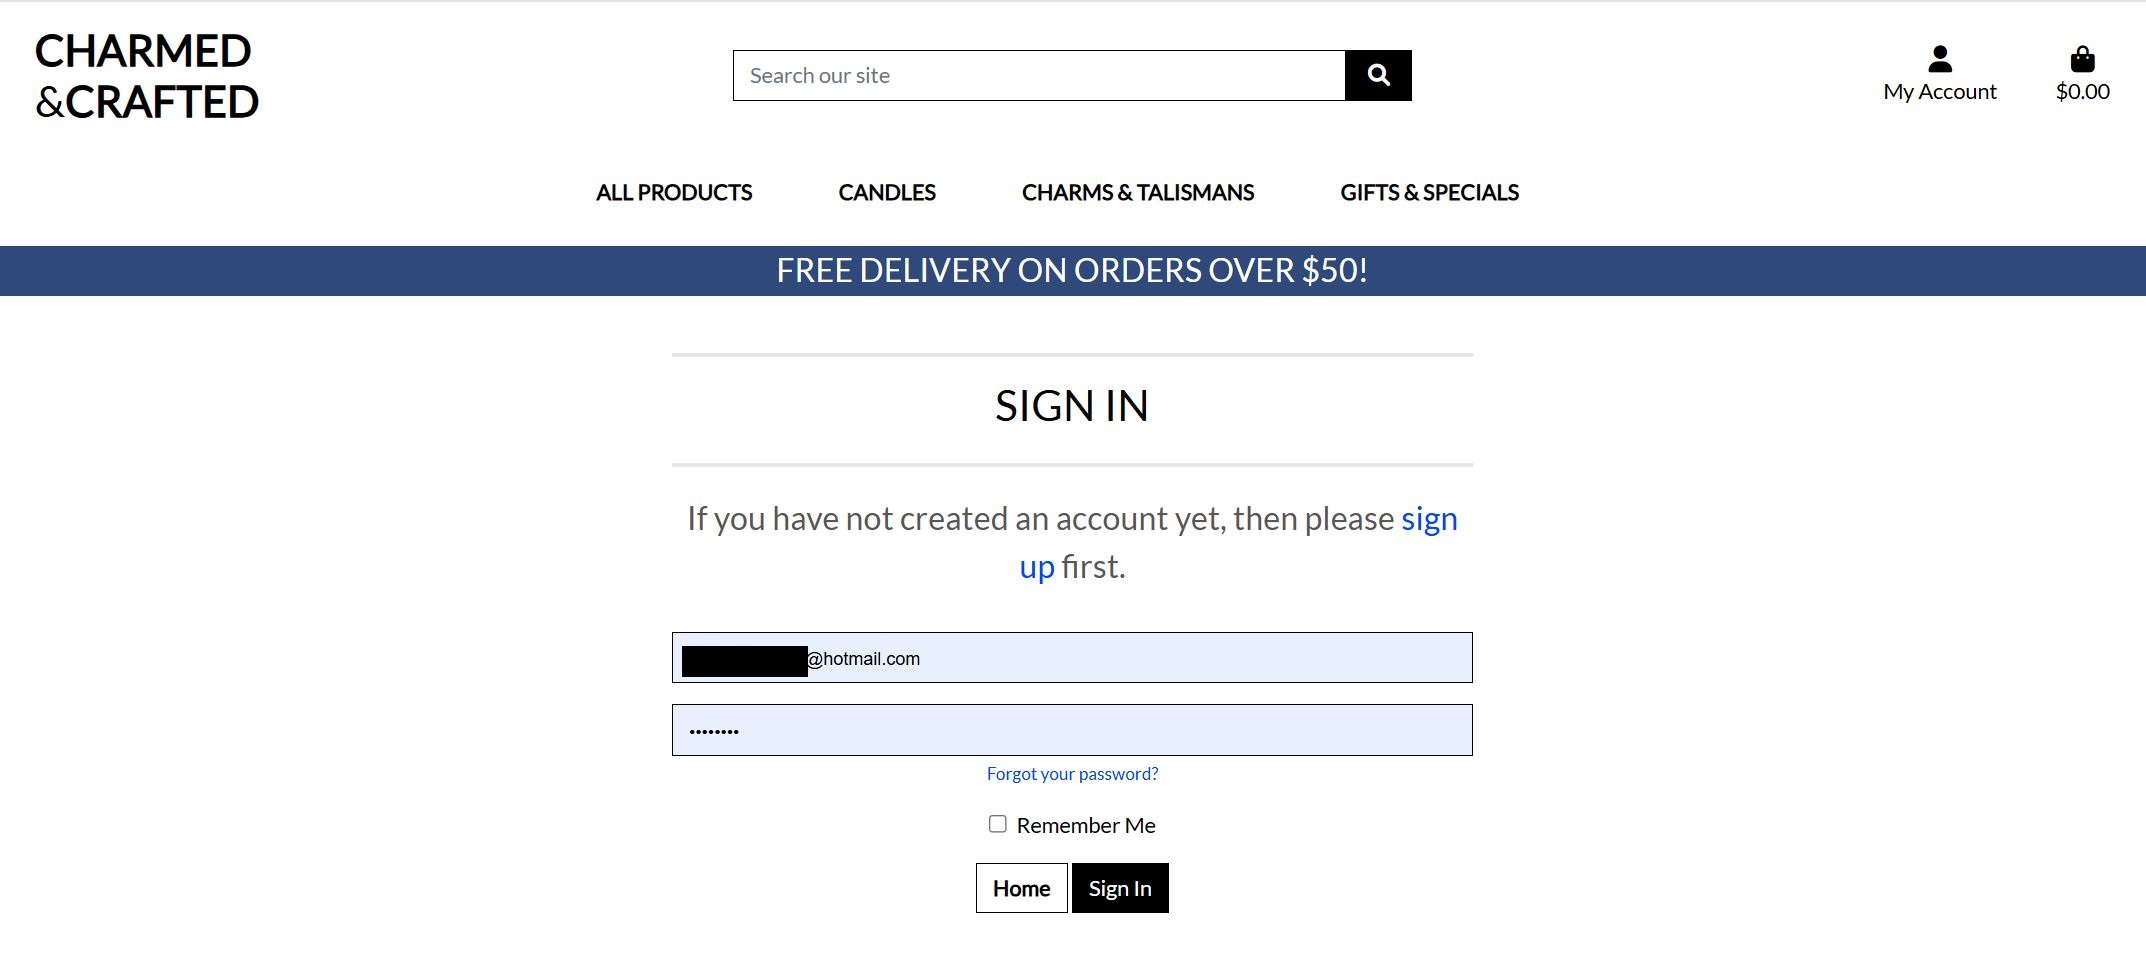 CHARMED
&CRAFTED
Search our site
My Account
$0.00
ALL PRODUCTS
CANDLES
CHARMS & TALISMANS
GIFTS & SPECIALS
FREE DELIVERY ON ORDERS OVER $50!
SIGN IN
If you have not created an account yet, then please sign
up first.
@hotmail.com
••••••••
Forgot your password?
Remember Me
Home
Sign In